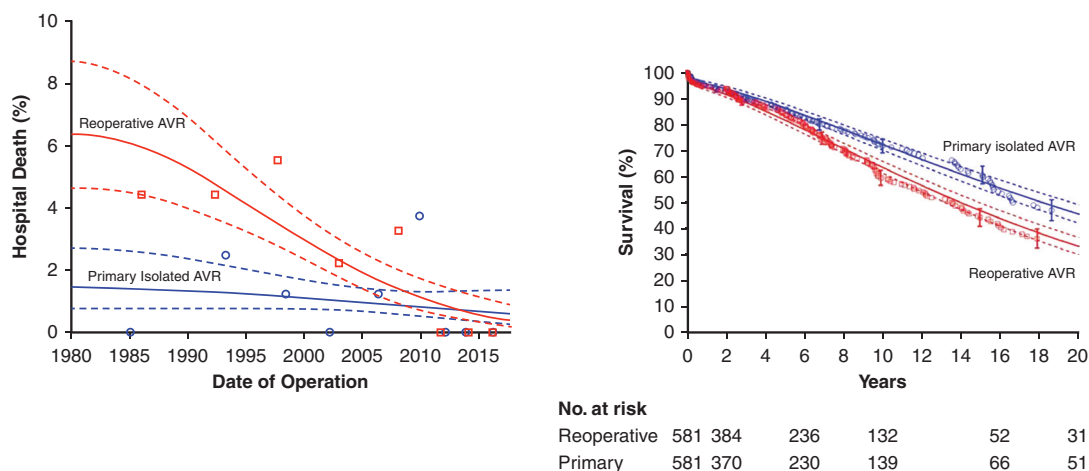 10
8
6
4
2
0
Hospital Death (%)
Reoperative AVR
Primary Isolated AVR
1980 1985 1990 1995 2000 2005 2010 2015
Date of Operation
100
90
80
70
60
50
40
30
20
10
0
Survival (%)
Primary isolated AVR
Reoperative AVR
0 2 4 6 8 10 12 14 16 18 20
Years
No. at risk
Reoperative 581 384 236 132 52 31
Primary 581 370 230 139 66 51